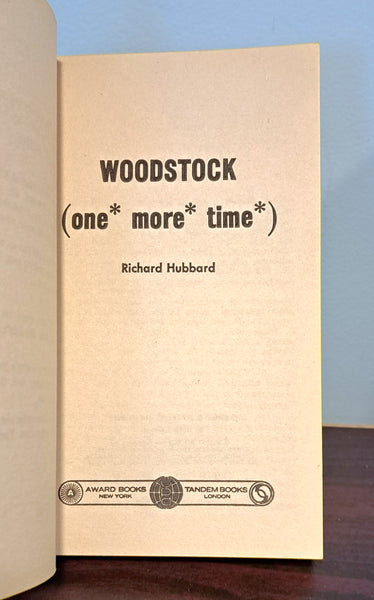 WOODSTOCK
(one* more* time*)
Richard Hubbard
AWARD BOOKS
NEW YORK
TANDEM BOOKS
LONDON